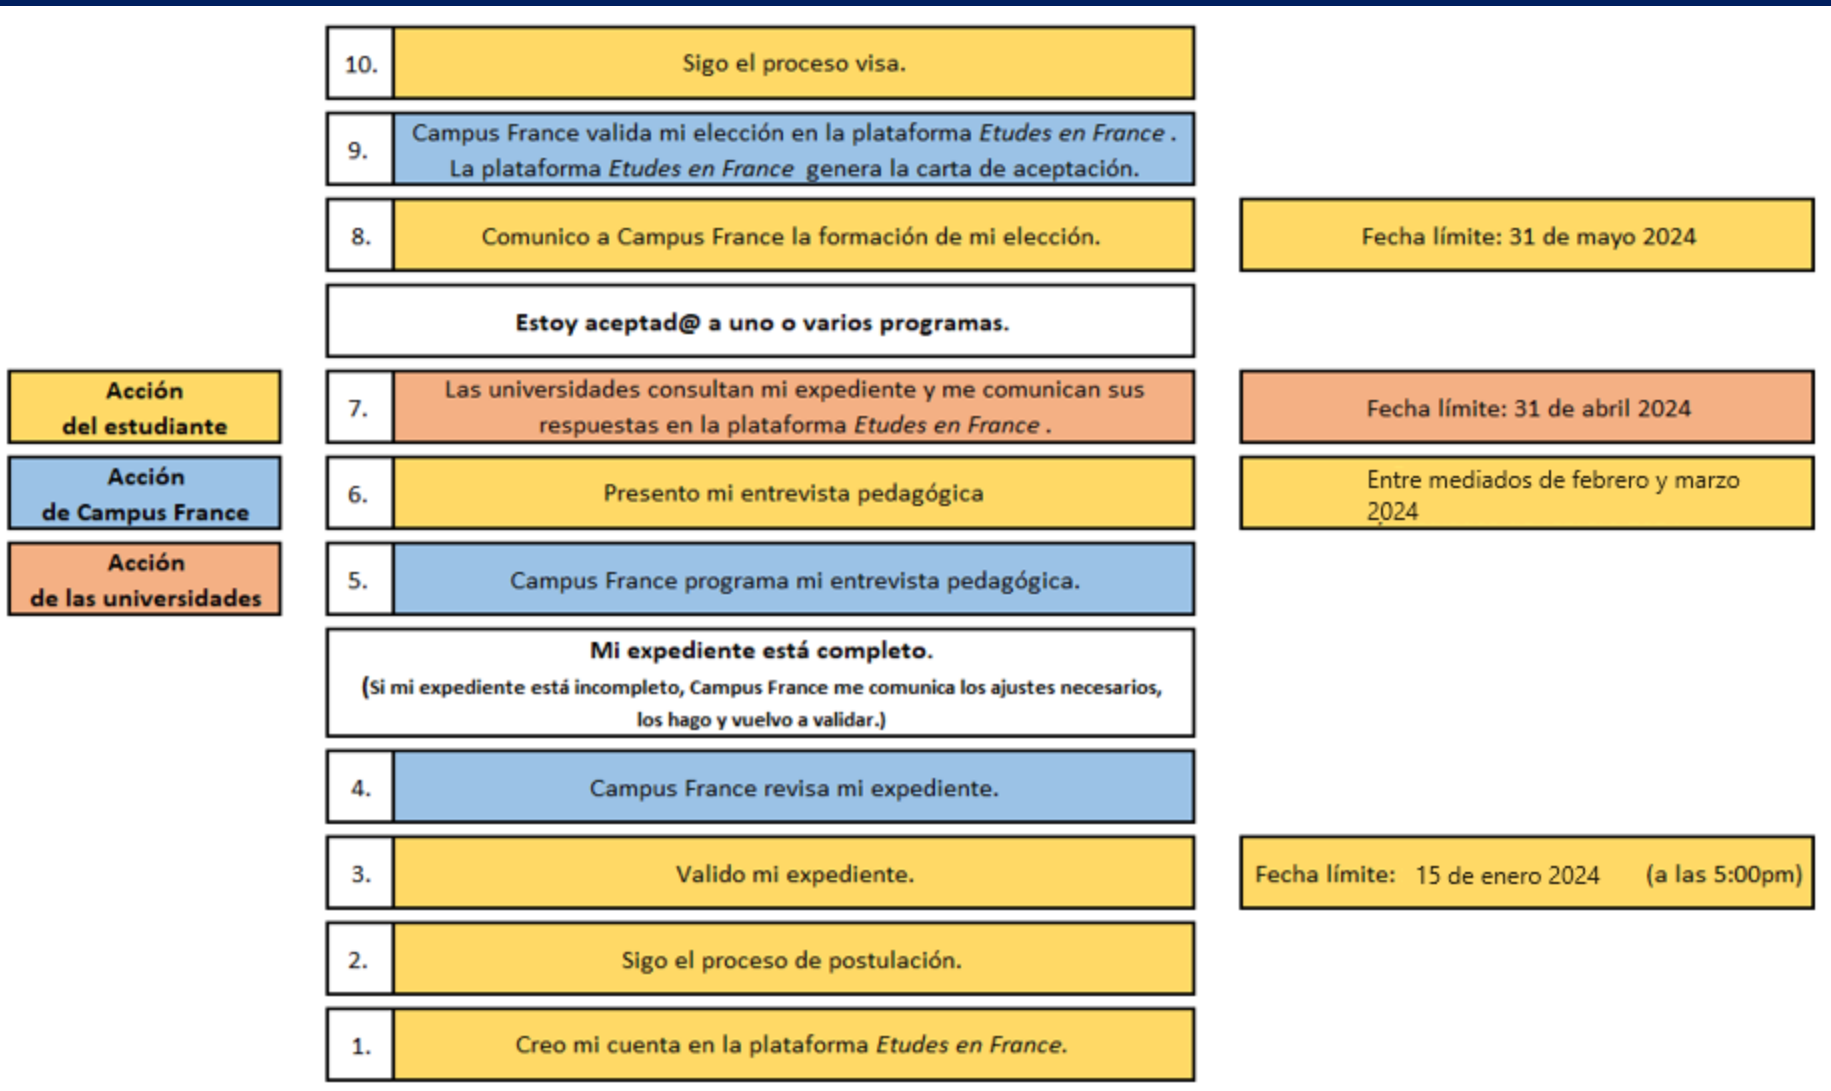 10.
Sigo el proceso visa.
9.
Campus France valida mi elección en la plataforma Etudes en France .
La plataforma Etudes en France  genera la carta de aceptación.
8.
Comunico a Campus France la formación de mi elección.
Fecha límite: 31 de mayo 2024
Estoy aceptad@ a uno o varios programas.
Acción
del estudiante
7.
Las universidades consultan mi expediente y me comunican sus
respuestas en la plataforma Etudes en France .
Fecha límite: 31 de abril 2024
Acción
de Campus France
6.
Presento mi entrevista pedagógica
Entre mediados de febrero y marzo
2024
Acción
de las universidades
5.
Campus France programa mi entrevista pedagógica.
Mi expediente está completo.
(Si mi expediente está incompleto, Campus France me comunica los ajustes necesarios,
los hago y vuelvo a validar.)
4.
Campus France revisa mi expediente.
3.
Valido mi expediente.
Fecha límite: 15 de enero 2024 (a las 5:00pm)
2.
Sigo el proceso de postulación.
1.
Creo mi cuenta en la plataforma Etudes en France.